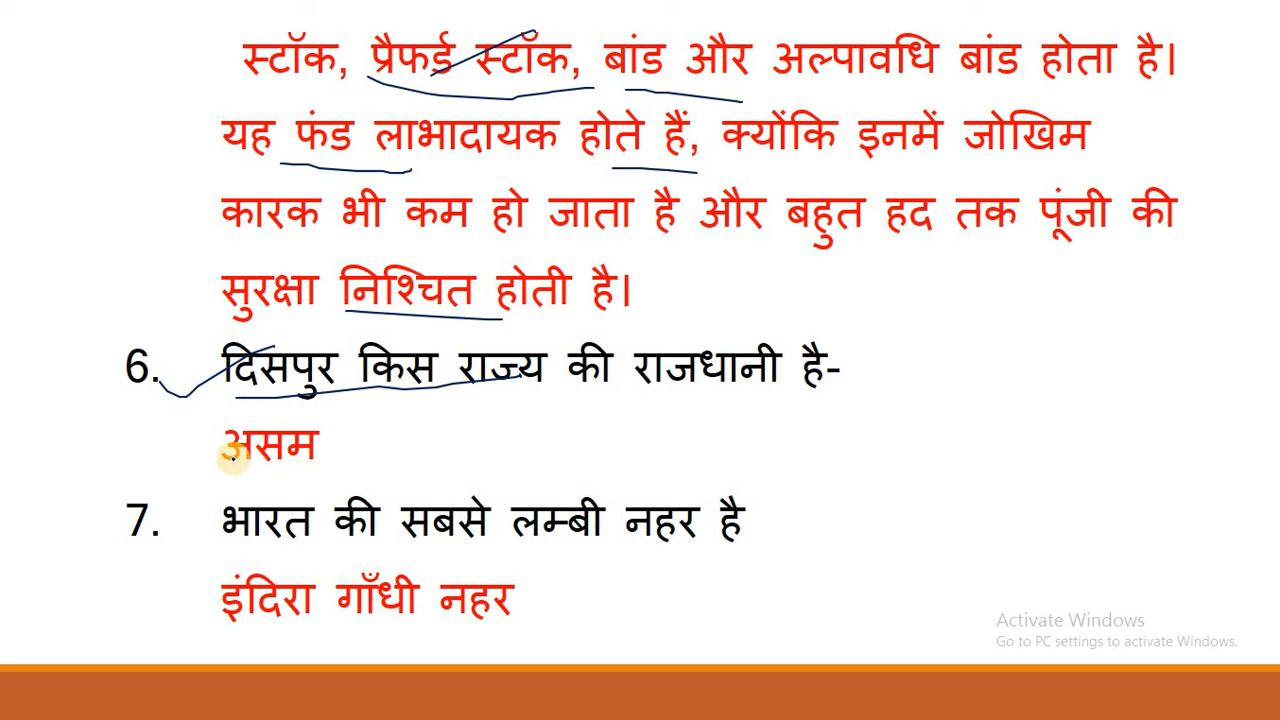 स्टॉक, प्रैफर्ड स्टॉक, बांड और अल्पावधि बांड होता है।
यह फंड लाभादायक होते हैं, क्योंकि इनमें जोखिम
कारक भी कम हो जाता है और बहुत हद तक पूंजी की
सुरक्षा निश्चित होती है।
6. दिसपुर किस राज्य की राजधानी है-
असम
7. भारत की सबसे लम्बी नहर है
इंदिरा गाँधी नहर
Activate Windows
Go to PC settings to activate Windows.